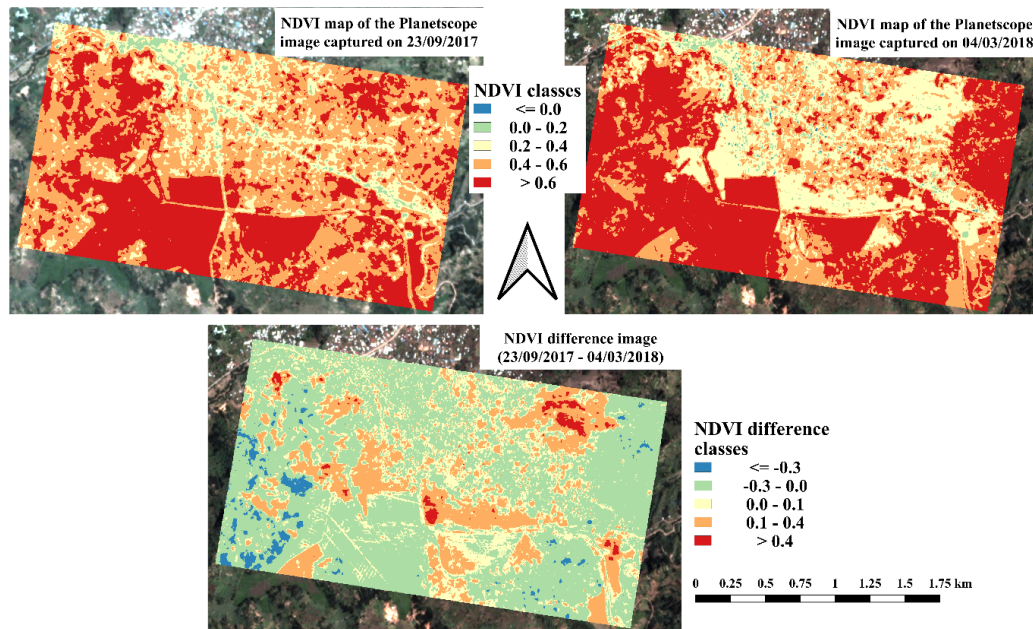 NDVI map of the Planetscope
image captured on 23/09/2017
NDVI map of the Planetscope
image captured on 04/03/2018
NDVI classes
<= 0.0
0.0 - 0.2
0.2 - 0.4
0.4 - 0.6
> 0.6
NDVI difference image
(23/09/2017 - 04/03/2018)
NDVI difference
classes
<= -0.3
-0.3 - 0.0
0.0 - 0.1
0.1 - 0.4
> 0.4
0 0.25 0.5 0.75 1 1.25 1.5 1.75 km